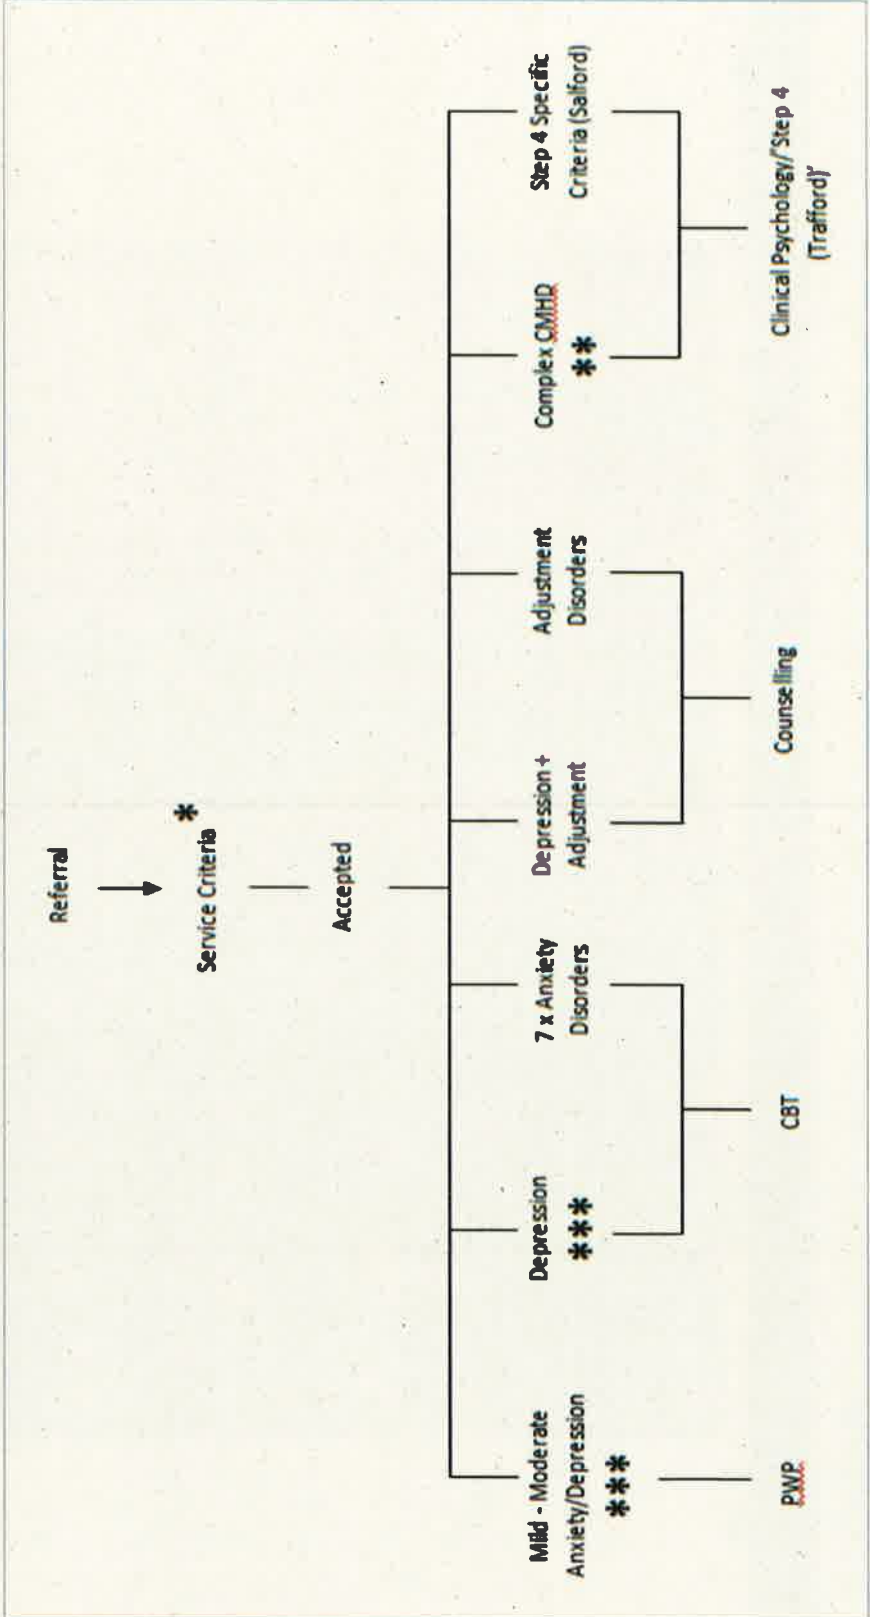 Referral
Service Criteria *
Accepted
Mild - Moderate
Anxiety/Depression
***
Depression
***
7 x Anxiety
Disorders
Depression +
Adjustment
Adjustment
Disorders
Complex CMHD
**
Step 4 Specific
Criteria (Salford)
PWP
CBT
Counselling
Clinical Psychology/"Step 4
(Trafford)"